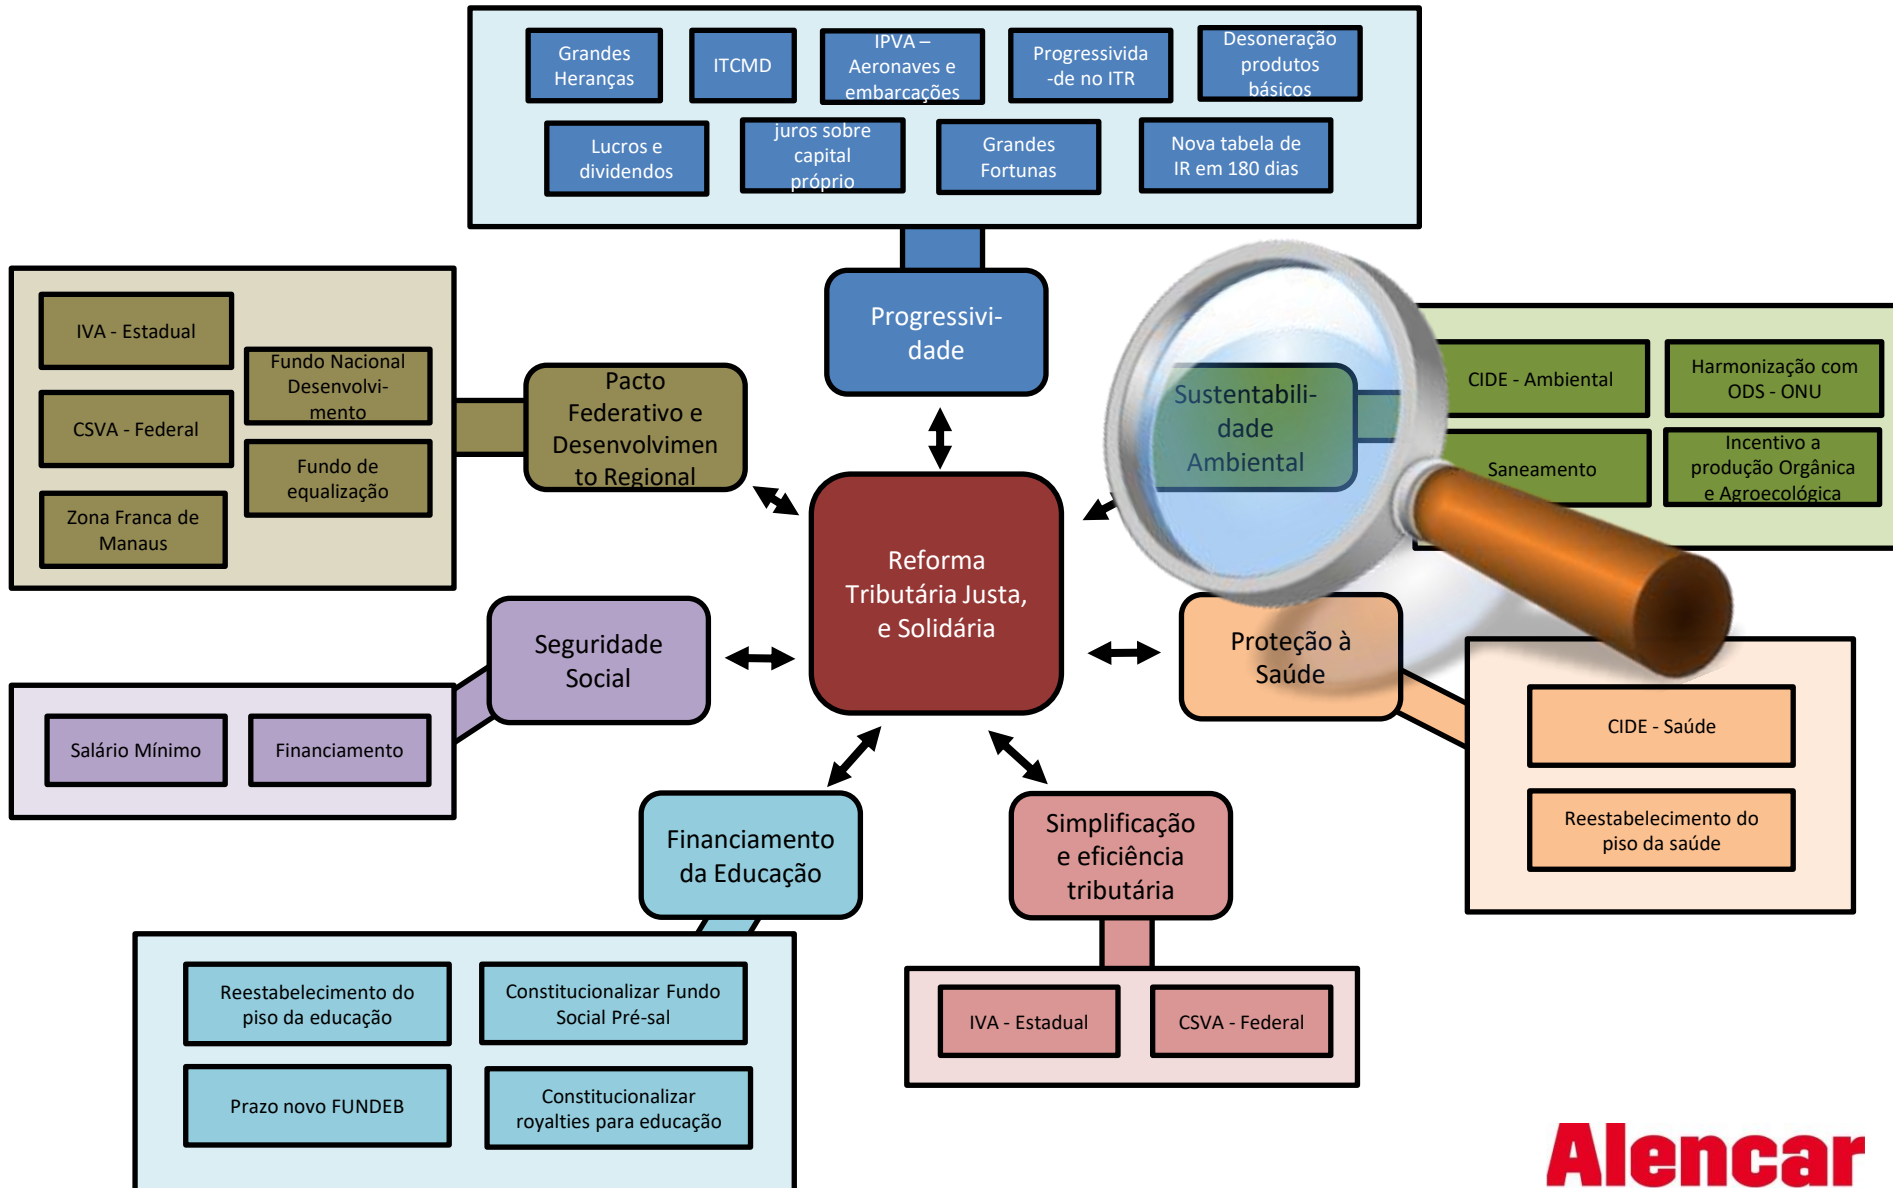 Grandes
Heranças
ITCMD
IPVA –
Aeronaves e
embarcações
Progressivida
-de no ITR
Desoneração
produtos
básicos
Lucros e
dividendos
juros sobre
capital
próprio
Grandes
Fortunas
Nova tabela de
IR em 180 dias
Progressivi-
dade
IVA - Estadual
Fundo Nacional
Desenvolvi-
mento
CSVA - Federal
Fundo de
equalização
Zona Franca de
Manaus
Pacto
Federativo e
Desenvolvimen
to Regional
Sustentabili-
dade
Ambiental
CIDE - Ambiental
Harmonização com
ODS - ONU
Saneamento
Incentivo a
produção Orgânica
e Agroecológica
Reforma
Tributária Justa,
e Solidária
Seguridade
Social
Salário Mínimo
Financiamento
Proteção à
Saúde
CIDE - Saúde
Reestabelecimento do
piso da saúde
Financiamento
da Educação
Simplificação
e eficiência
tributária
Reestabelecimento do
piso da educação
Constitucionalizar Fundo
Social Pré-sal
Prazo novo FUNDEB
Constitucionalizar
royalties para educação
IVA - Estadual
CSVA - Federal
Alencar